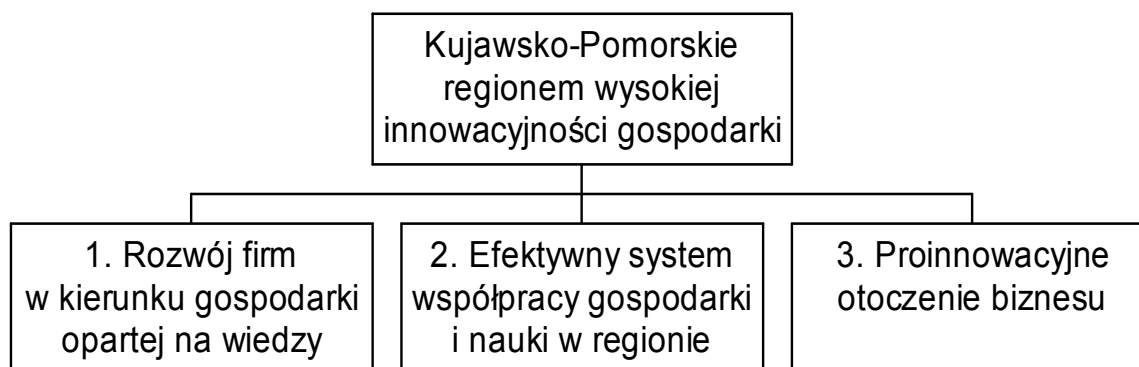 Kujawsko-Pomorskie
regionem wysokiej
innowacyjności gospodarki
1. Rozwój firm
w kierunku gospodarki
opartej na wiedzy
2. Efektywny system
współpracy gospodarki
i nauki w regionie
3. Proinnowacyjne
otoczenie biznesu